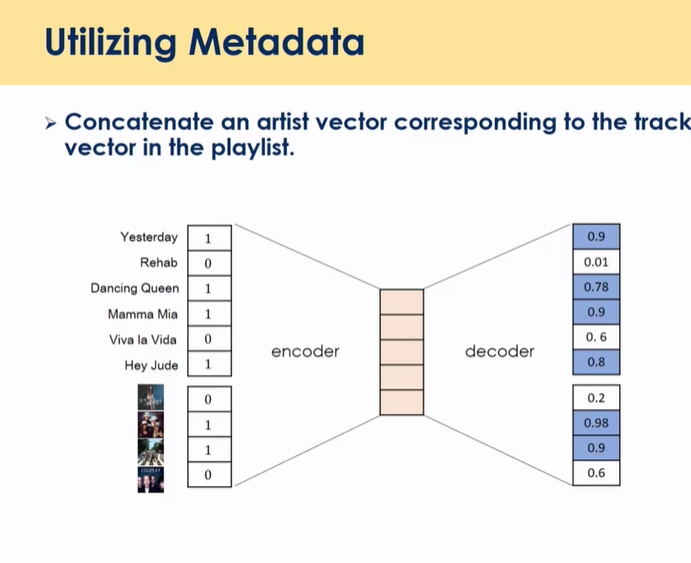 Utilizing Metadata
➢ Concatenate an artist vector corresponding to the track
vector in the playlist.
Yesterday 1 0.9
Rehab 0 0.01
Dancing Queen 1 0.78
Mamma Mia 1 0.9
Viva la Vida 0 0. 6
encoder decoder
Hey Jude 1 0.8
0 0.2
1 0.98
1 0.9
COLDPLAY
0 0.6